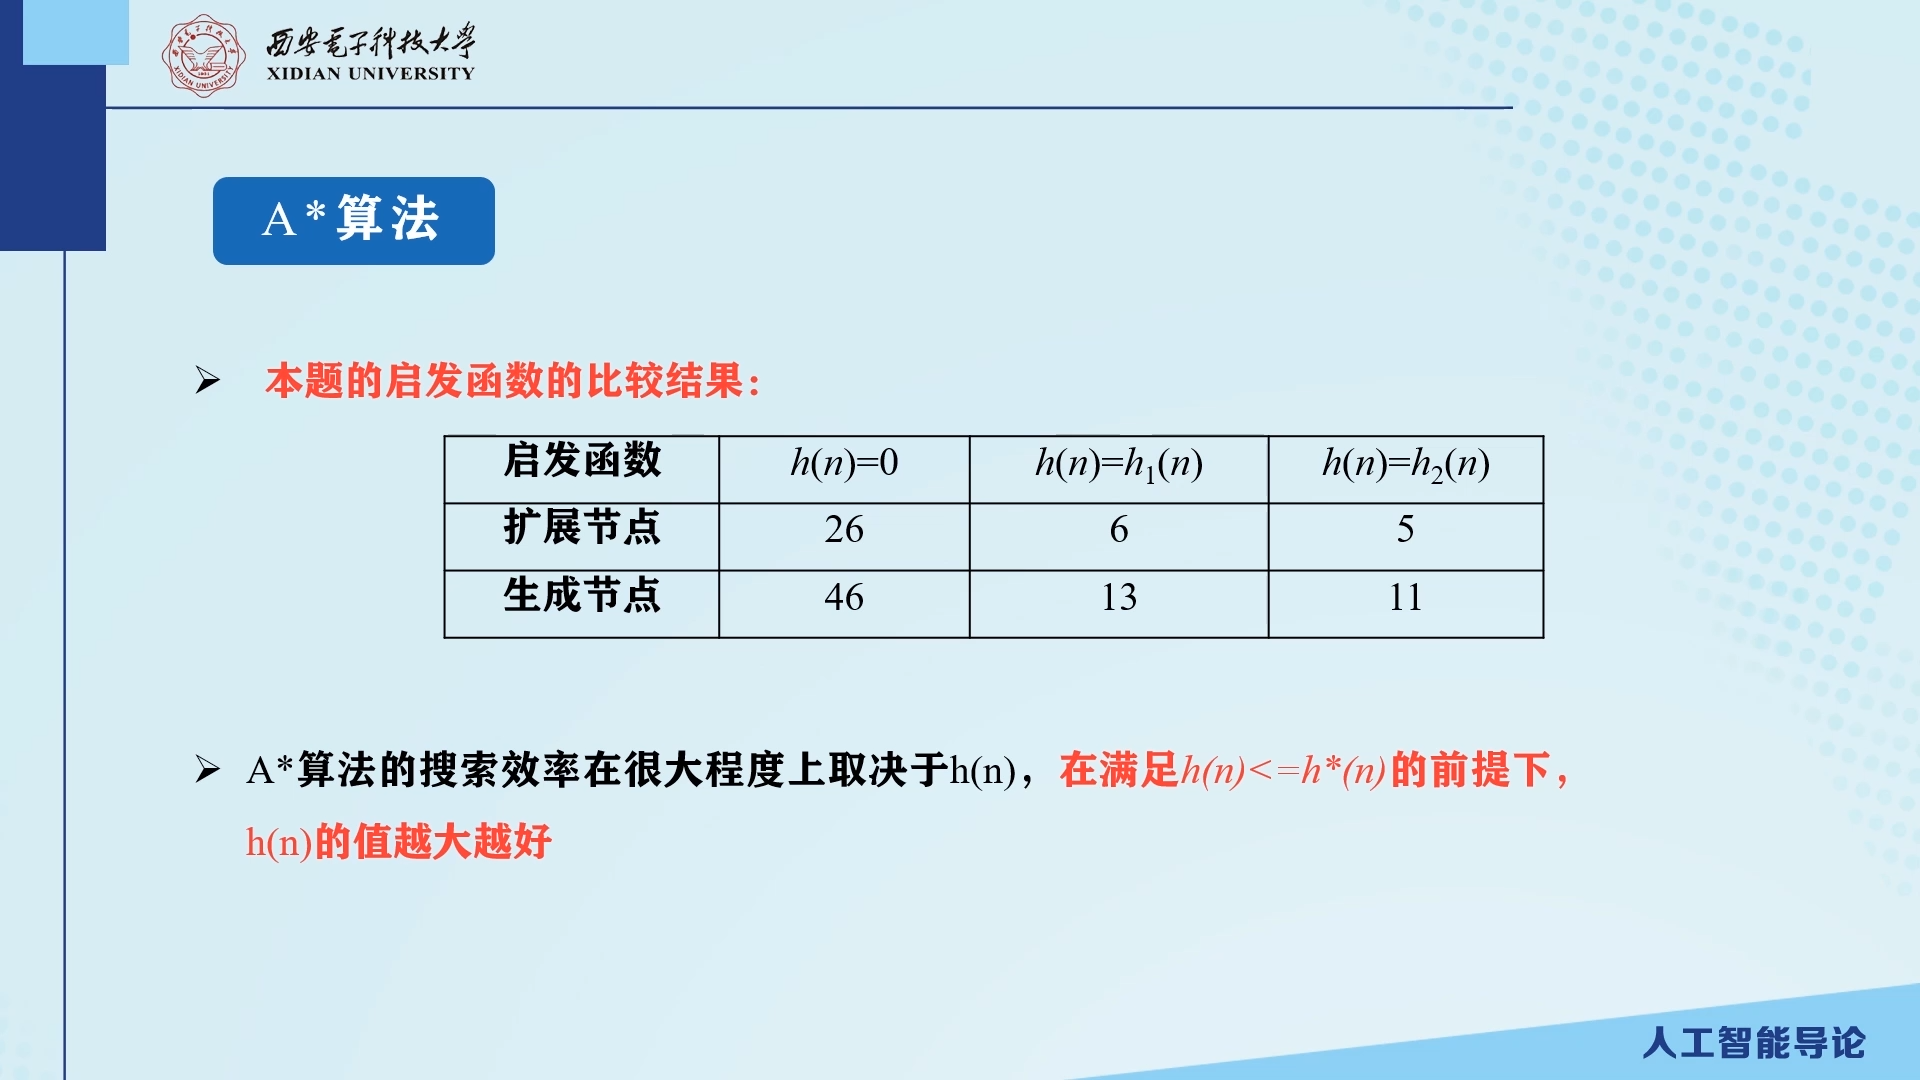 西安电子科技大学
XIDIAN UNIVERSITY
A*算法
本题的启发函数的比较结果：
启发函数 h(n)=0 h(n)=h1(n) h(n)=h2(n)
扩展节点 26 6 5
生成节点 46 13 11
A*算法的搜索效率在很大程度上取决于h(n)，在满足h(n)<=h*(n)的前提下，
h(n)的值越大越好
人工智能导论